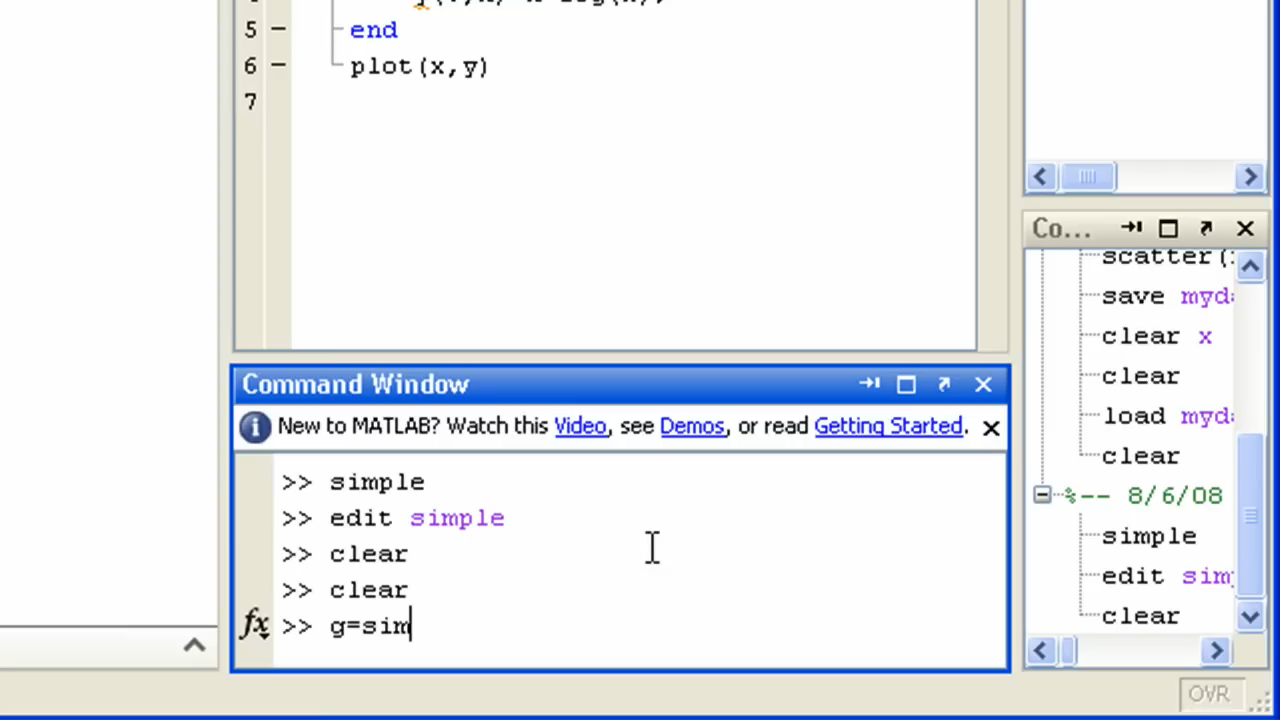 5 — end
6 — plot(x,y)
7
Co...
scatter(
save myd
clear x
clear
load myd
clear
%-- 8/6/08
simple
edit sim
clear
Command Window
New to MATLAB? Watch this Video, see Demos, or read Getting Started.
>> simple
>> edit simple
>> clear
>> clear
fx >> g=sim
OVR